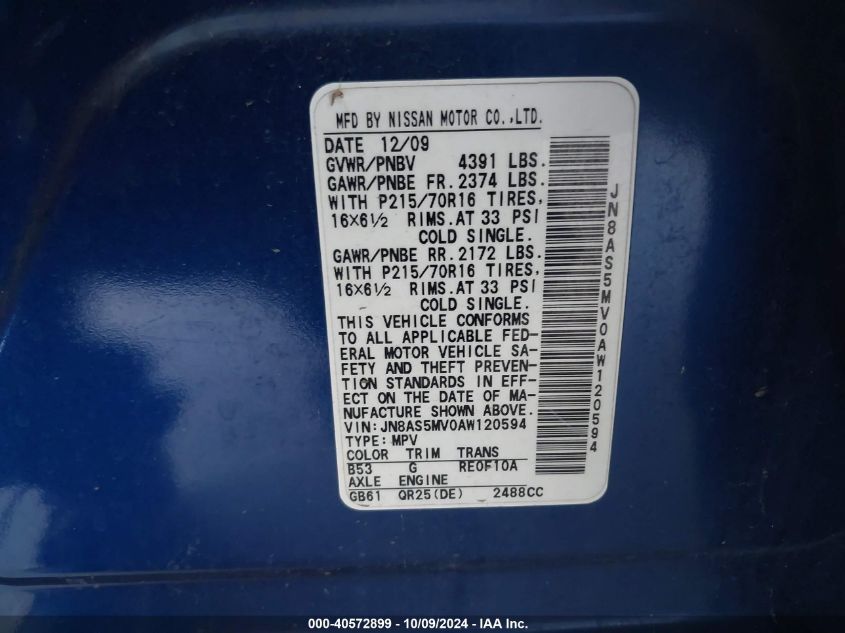 MFD BY NISSAN MOTOR CO.,LTD.
DATE 12/09
GVWR/PNBV 4391 LBS.
GAWR/PNBE FR. 2374 LBS.
WITH P215/70R16 TIRES,
16×6½ RIMS. AT 33 PSI
COLD SINGLE.
GAWR/PNBE RR. 2172 LBS.
WITH P215/70R16 TIRES,
16×6½ RIMS. AT 33 PSI
COLD SINGLE.
THIS VEHICLE CONFORMS
TO ALL APPLICABLE FED-
ERAL MOTOR VEHICLE SA-
FETY AND THEFT PREVEN-
TION STANDARDS IN EFF-
ECT ON THE DATE OF MA-
NUFACTURE SHOWN ABOVE.
VIN:JN8AS5MV0AW120594
TYPE:MPV
COLOR TRIM TRANS
B53 G RE0F10A
AXLE ENGINE
GB61 QR25(DE) 2488CC
JN8AS5MV0AW120594
000-40572899 - 10/09/2024 - IAA Inc.